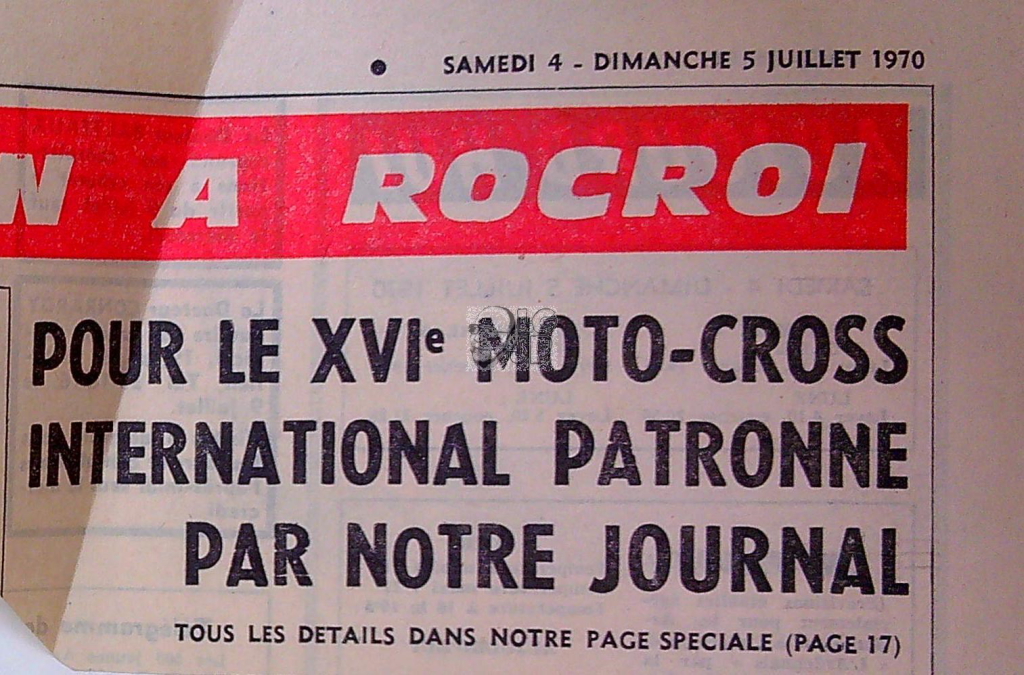 ● SAMEDI 4 - DIMANCHE 5 JUILLET 1970
N A ROCROI
POUR LE XVIe MOTO-CROSS
INTERNATIONAL PATRONNE
PAR NOTRE JOURNAL
TOUS LES DETAILS DANS NOTRE PAGE SPECIALE (PAGE 17)